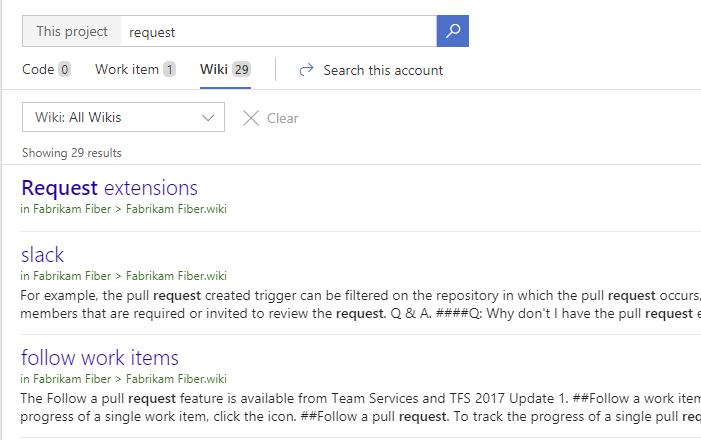 This project request
Code 0 Work item 1 Wiki 29 Search this account
Wiki: All Wikis Clear
Showing 29 results
Request extensions
in Fabrikam Fiber > Fabrikam Fiber.wiki
slack
in Fabrikam Fiber > Fabrikam Fiber.wiki
For example, the pull request created trigger can be filtered on the repository in which the pull request occurs,
members that are required or invited to review the request. Q & A. ####Q: Why don't I have the pull request
follow work items
in Fabrikam Fiber > Fabrikam Fiber.wiki
The Follow a pull request feature is available from Team Services and TFS 2017 Update 1. ##Follow a work
progress of a single work item, click the icon. ##Follow a pull request. To track the progress of a single pull